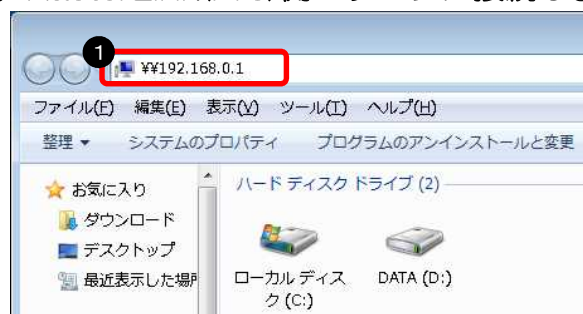 1
¥¥192.168.0.1
ファイル(F) 編集(E) 表示(V) ツール(T) ヘルプ(H)
整理 ▼ システムのプロパティ プログラムのアンインストールと変更
お気に入り
ダウンロード
デスクトップ
最近表示した場所
ハード ディスク ドライブ (2)
ローカル ディス
ク (C:)
DATA (D:)